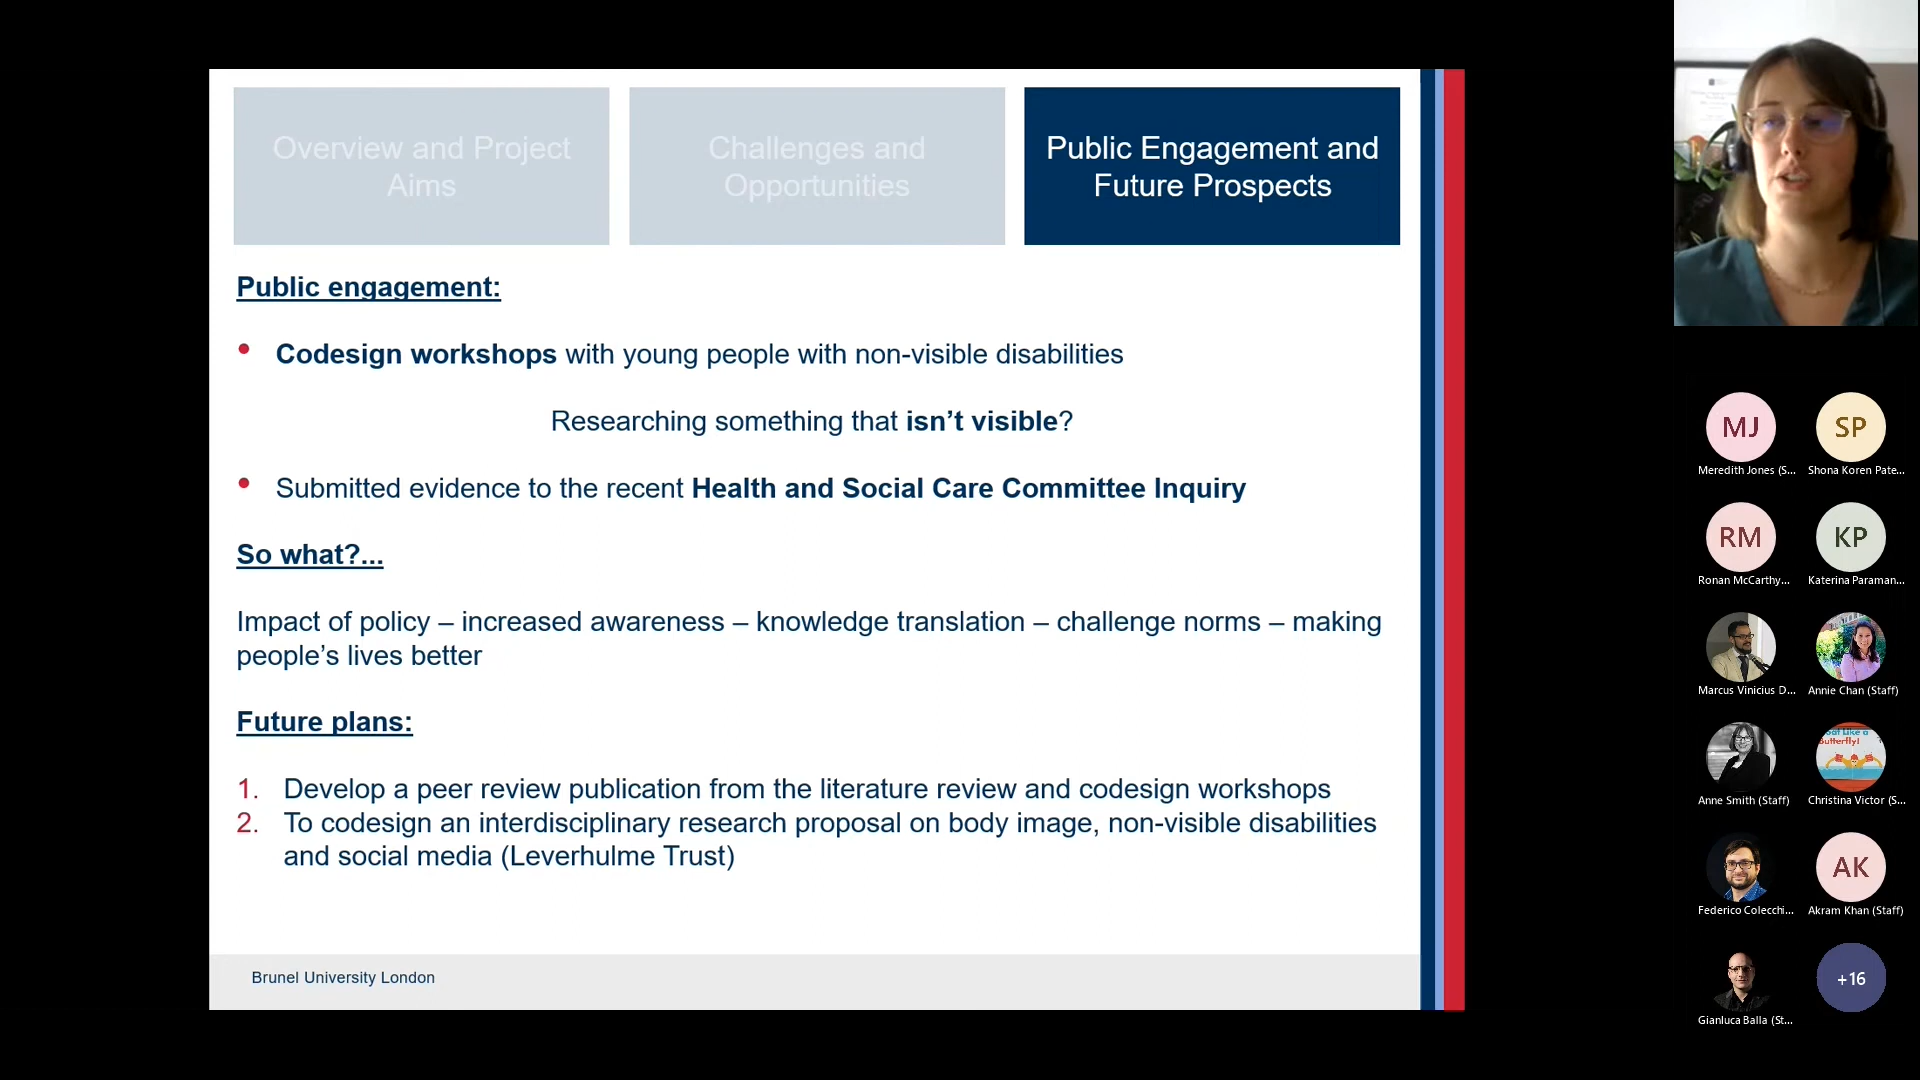 Overview and Project
Aims
Challenges and
Opportunities
Public Engagement and
Future Prospects
Public engagement:
• Codesign workshops with young people with non-visible disabilities
Researching something that isn’t visible?
• Submitted evidence to the recent Health and Social Care Committee Inquiry
So what?...
Impact of policy – increased awareness – knowledge translation – challenge norms – making
people’s lives better
Future plans:
1. Develop a peer review publication from the literature review and codesign workshops
2. To codesign an interdisciplinary research proposal on body image, non-visible disabilities
and social media (Leverhulme Trust)
Brunel University London
MJ
Meredith Jones (S...
SP
Shona Koren Pate...
RM
Ronan McCarthy...
KP
Katerina Paraman...
Marcus Vinicius D...
Annie Chan (Staff)
Anne Smith (Staff)
Like a
Butterfly!
Christina Victor (S...
Federico Colecchi...
AK
Akram Khan (Staff)
Gianluca Balla (St...
+16